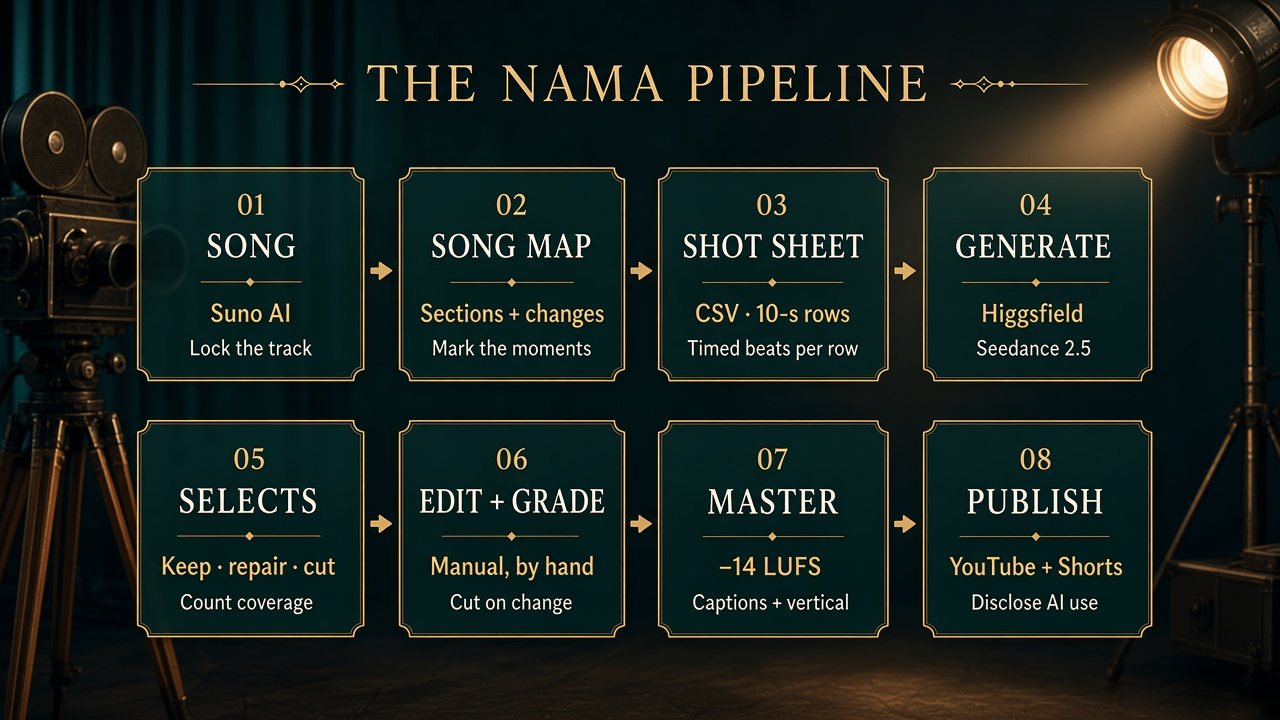 THE NAMA PIPELINE
01
SONG
Suno AI
Lock the track
02
SONG MAP
Sections + changes
Mark the moments
03
SHOT SHEET
CSV · 10-s rows
Timed beats per row
04
GENERATE
Higgsfield
Seedance 2.5
05
SELECTS
Keep · repair · cut
Count coverage
06
EDIT + GRADE
Manual, by hand
Cut on change
07
MASTER
–14 LUFS
Captions + vertical
08
PUBLISH
YouTube + Shorts
Disclose AI use